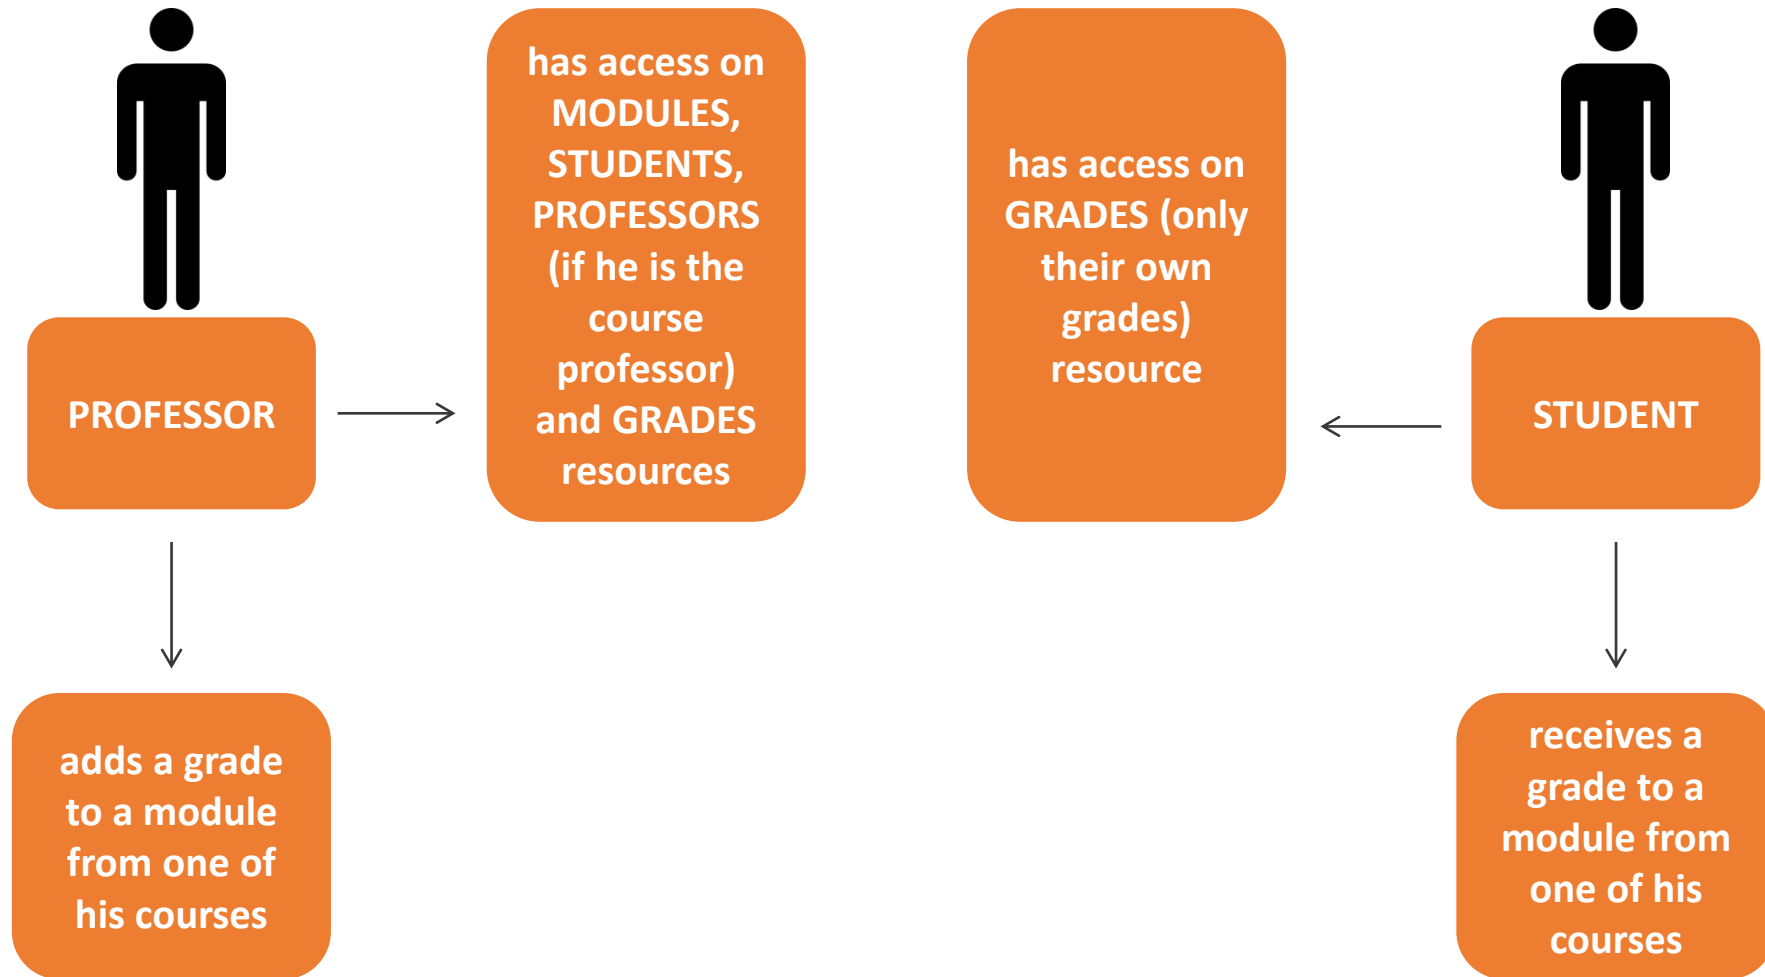 PROFESSOR
has access on
MODULES,
STUDENTS,
PROFESSORS
(if he is the
course
professor)
and GRADES
resources
has access on
GRADES (only
their own
grades)
resource
STUDENT
adds a grade
to a module
from one of
his courses
receives a
grade to a
module from
one of his
courses